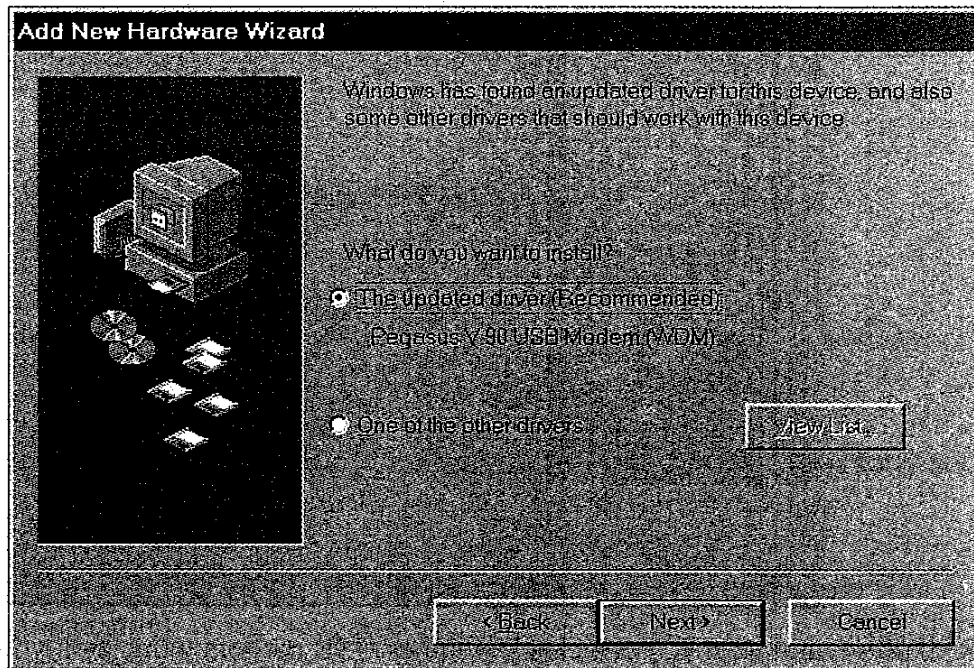 Add New Hardware Wizard
Windows has found an updated driver for this device, and also
some other drivers that should work with this device.
What do you want to install?
The updated driver (Recommended)
Pegasus V.90 USB Modem (WDM)
One of the other drivers.
View List...
< Back
Next >
Cancel